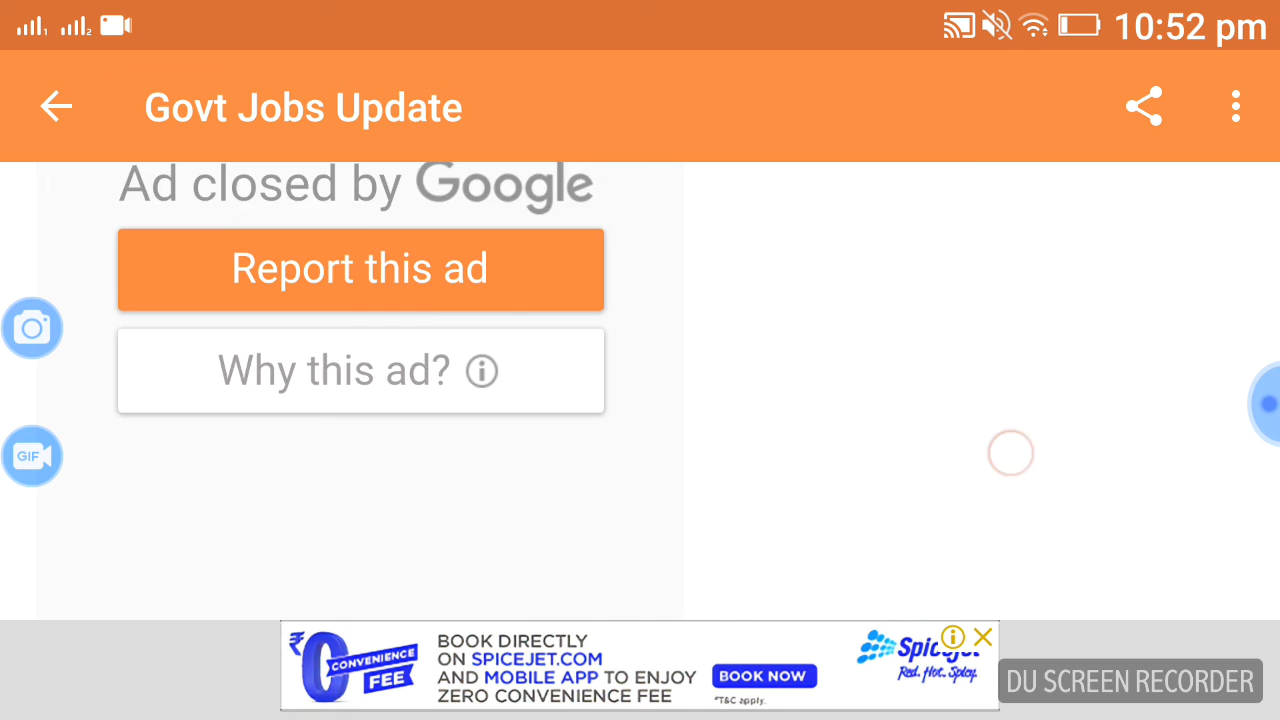 10:52 pm
Govt Jobs Update
Ad closed by Google
Report this ad
Why this ad?
GIF
₹0 CONVENIENCE FEE
BOOK DIRECTLY
ON SPICEJET.COM
AND MOBILE APP TO ENJOY
ZERO CONVENIENCE FEE
BOOK NOW
*T&C apply.
Red. Hot. Spicy.
DU SCREEN RECORDER